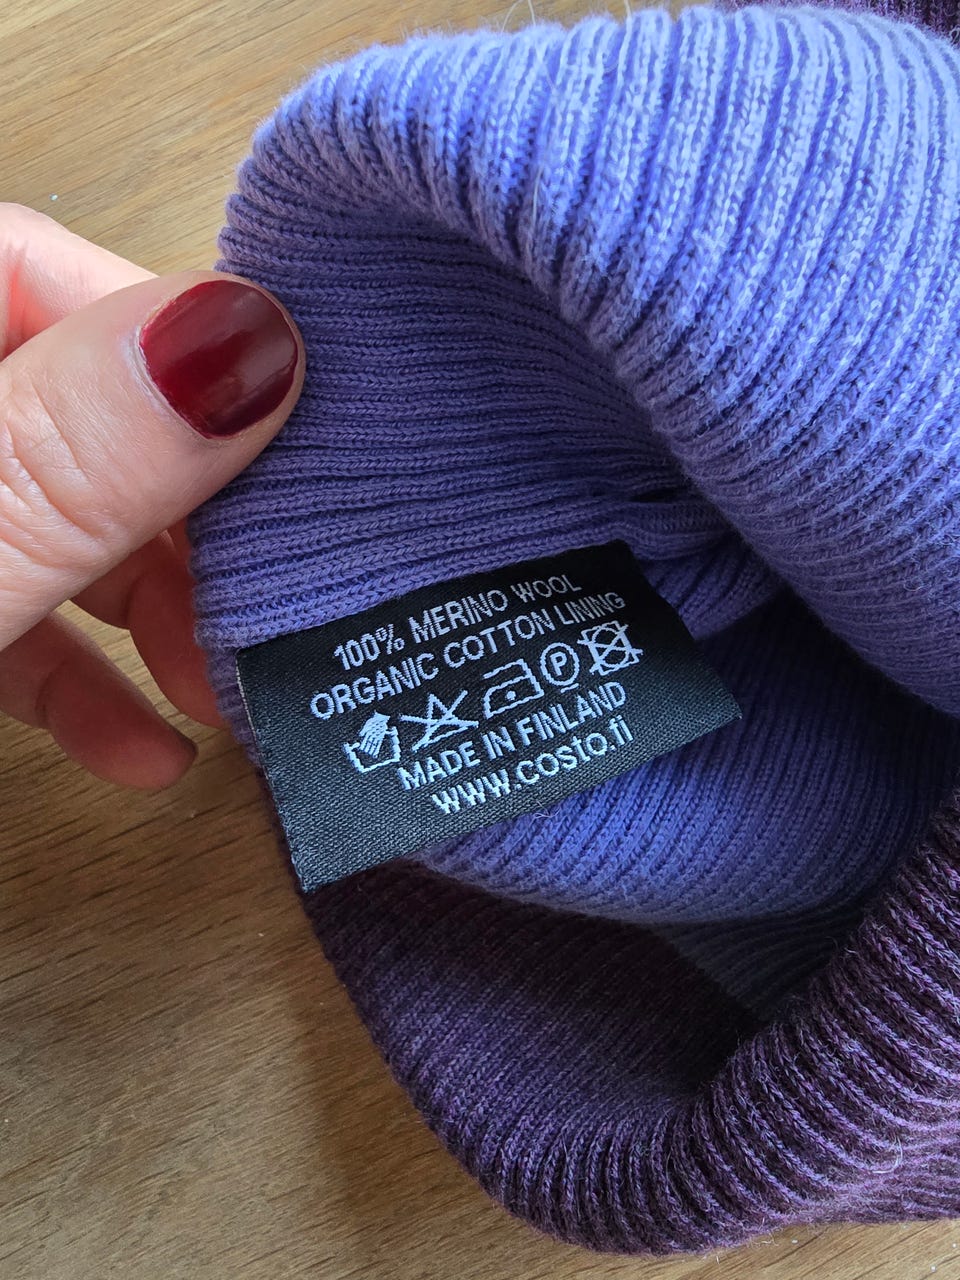 100% MERINO WOOL
ORGANIC COTTON LINING
P
MADE IN FINLAND
www.costo.fi